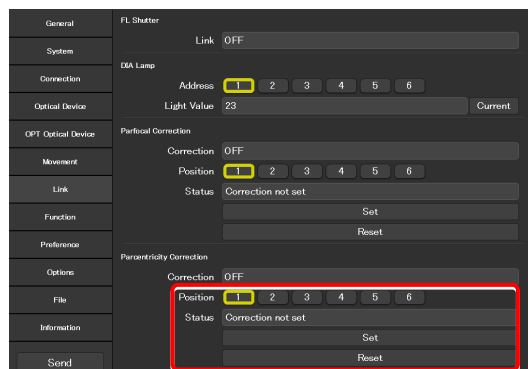 General
System
Connection
Optical Device
OPT Optical Device
Movement
Link
Function
Preference
Options
File
Information
Send
FL Shutter
Link OFF
DIA Lamp
Address 1 2 3 4 5 6
Light Value 23 Current
Parfocal Correction
Correction OFF
Position 1 2 3 4 5 6
Status Correction not set
Set
Reset
Parcentricity Correction
Correction OFF
Position 1 2 3 4 5 6
Status Correction not set
Set
Reset